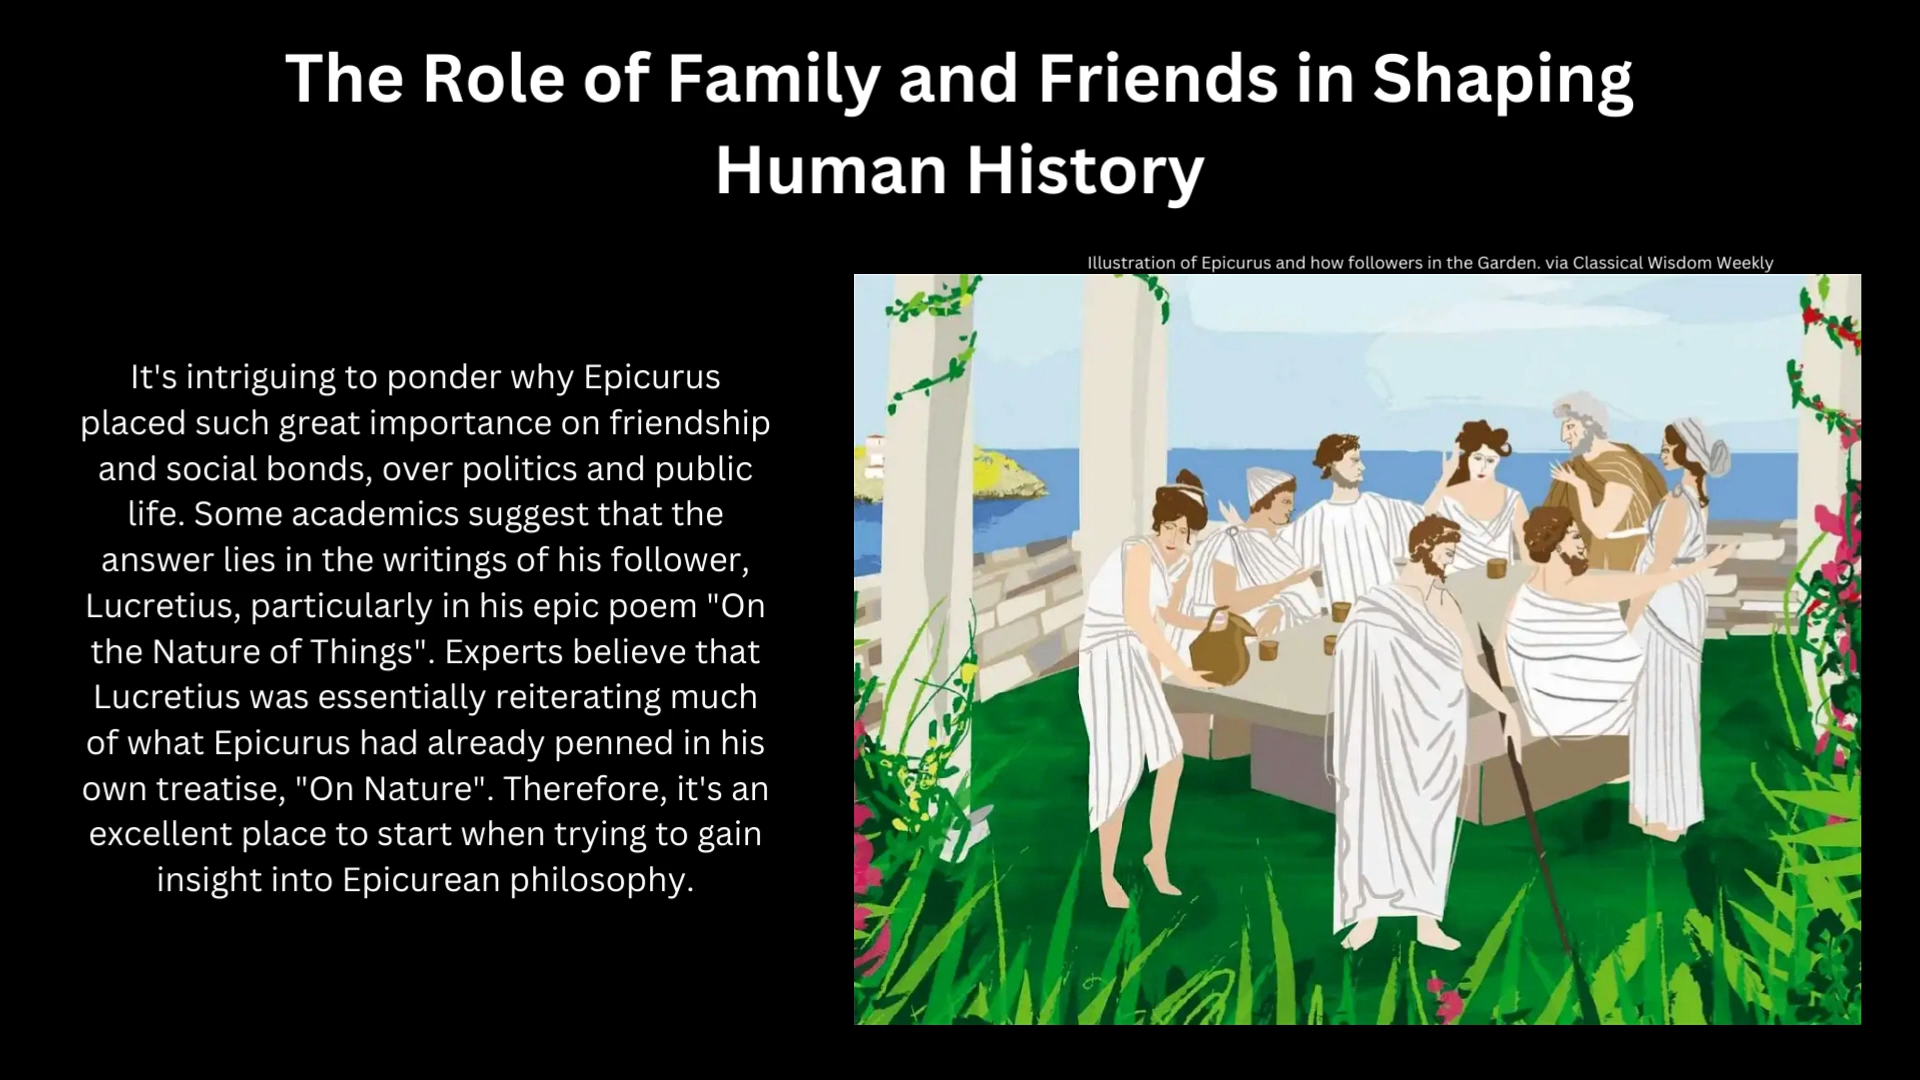 The Role of Family and Friends in Shaping
Human History
Illustration of Epicurus and how followers in the Garden. via Classical Wisdom Weekly
It's intriguing to ponder why Epicurus
placed such great importance on friendship
and social bonds, over politics and public
life. Some academics suggest that the
answer lies in the writings of his follower,
Lucretius, particularly in his epic poem "On
the Nature of Things". Experts believe that
Lucretius was essentially reiterating much
of what Epicurus had already penned in his
own treatise, "On Nature". Therefore, it's an
excellent place to start when trying to gain
insight into Epicurean philosophy.